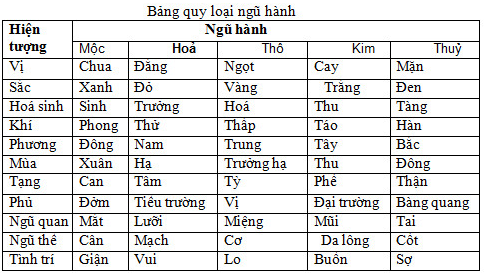 Bảng quy loại ngũ hành
Hiện tượng Ngũ hành
Mộc Hoả Thổ Kim Thuỷ
Vị Chua Đắng Ngọt Cay Mặn
Sắc Xanh Đỏ Vàng Trắng Đen
Hoá sinh Sinh Trưởng Hoá Thu Tàng
Khí Phong Thử Thấp Táo Hàn
Phương Đông Nam Trung Tây Bắc
Mùa Xuân Hạ Trưởng hạ Thu Đông
Tạng Can Tâm Tỳ Phế Thận
Phủ Đởm Tiểu trường Vị Đại trường Bàng quang
Ngũ quan Mắt Lưỡi Miệng Mũi Tai
Ngũ thể Cân Mạch Cơ Da lông Cốt
Tình trí Giận Vui Lo Buồn Sợ